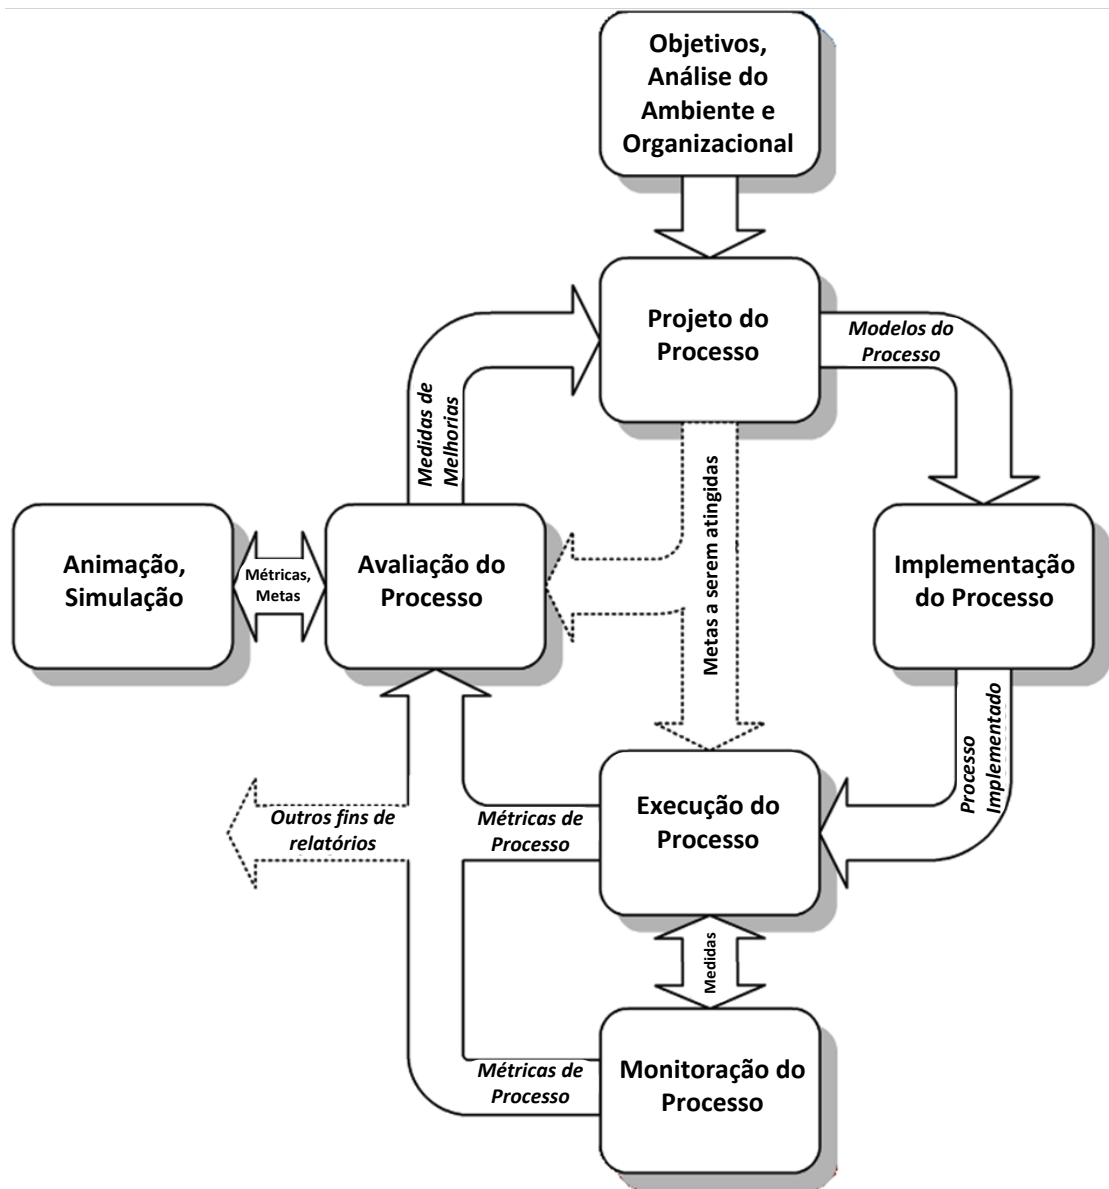 Objetivos,
Análise do
Ambiente e
Organizacional
Projeto do
Processo
Modelos do
Processo
Medidas de
Melhorias
Metas a serem atingidas
Animação,
Simulação
Métricas,
Metas
Avaliação do
Processo
Implementação
do Processo
Processo
Implementado
Outros fins de
relatórios
Métricas de
Processo
Execução do
Processo
Medidas
Métricas de
Processo
Monitoração do
Processo